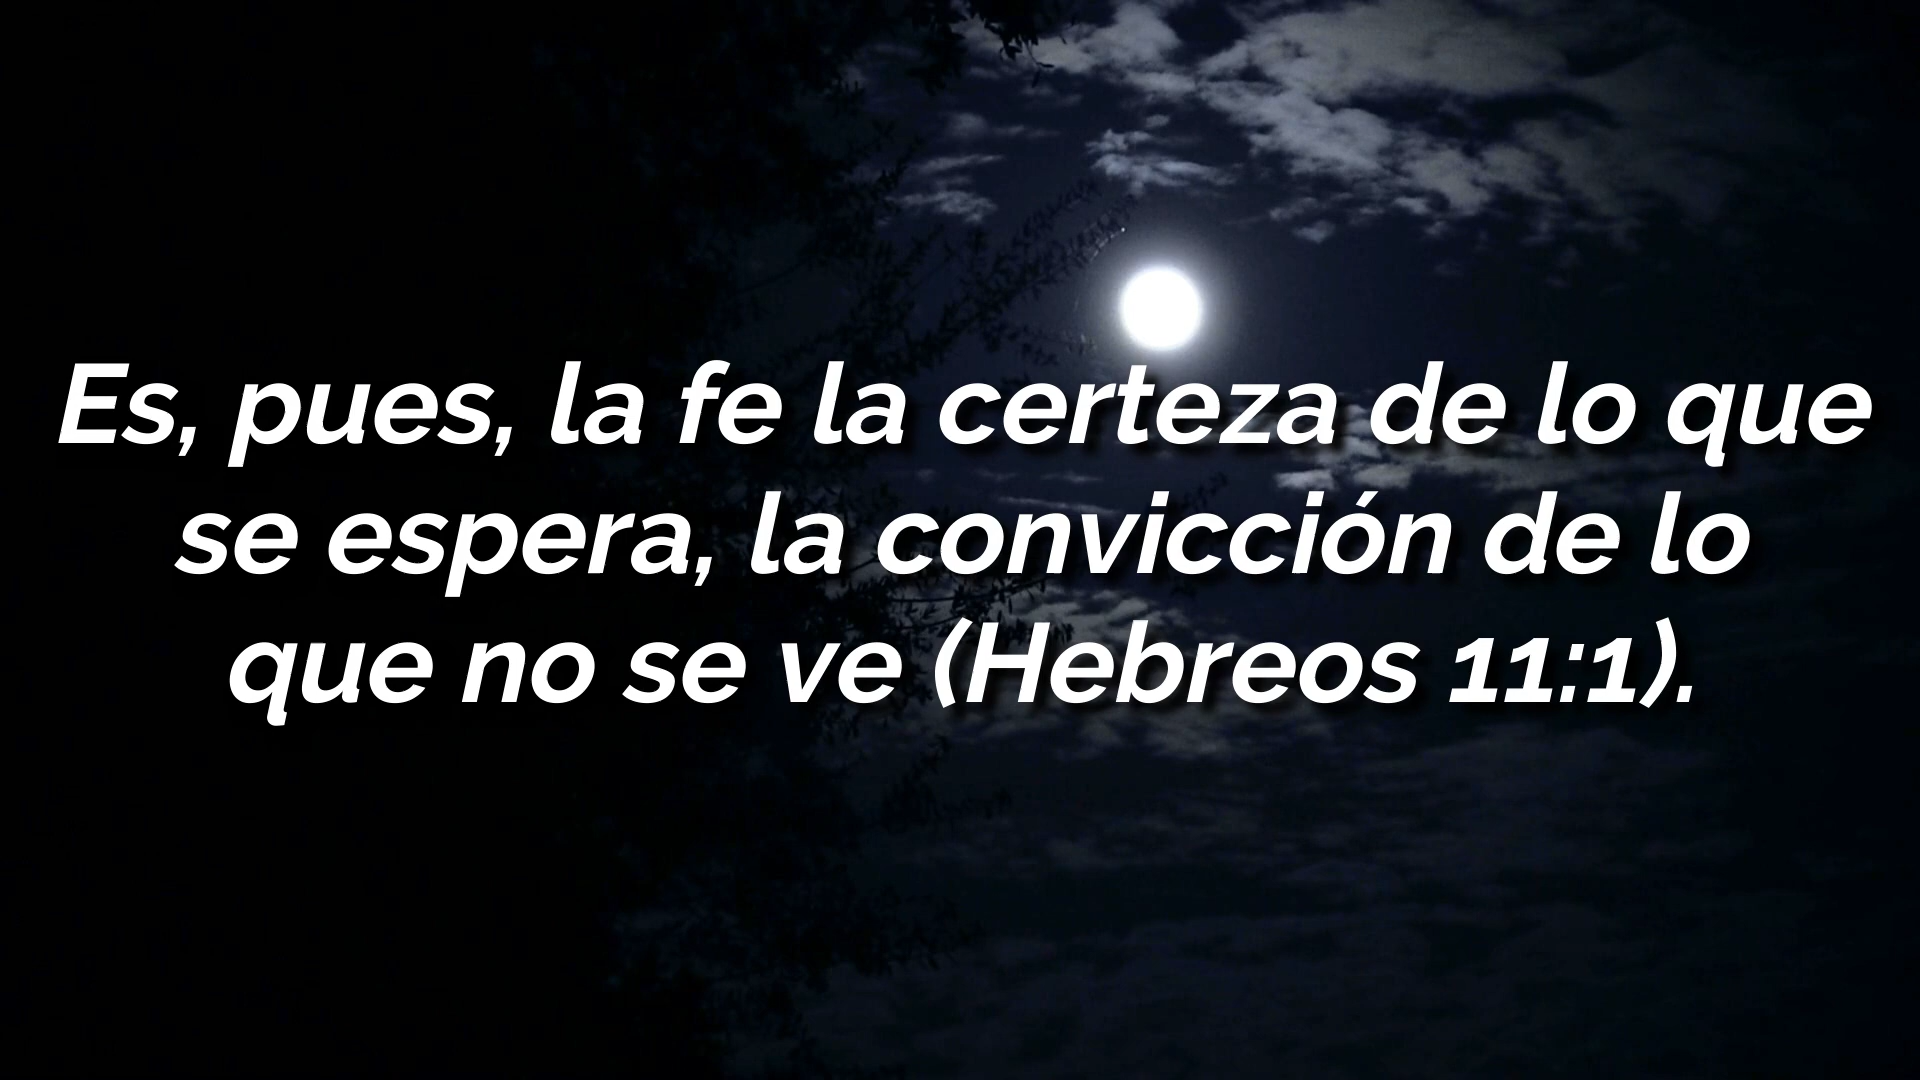 Es, pues, la fe la certeza de lo que
se espera, la convicción de lo
que no se ve (Hebreos 11:1).